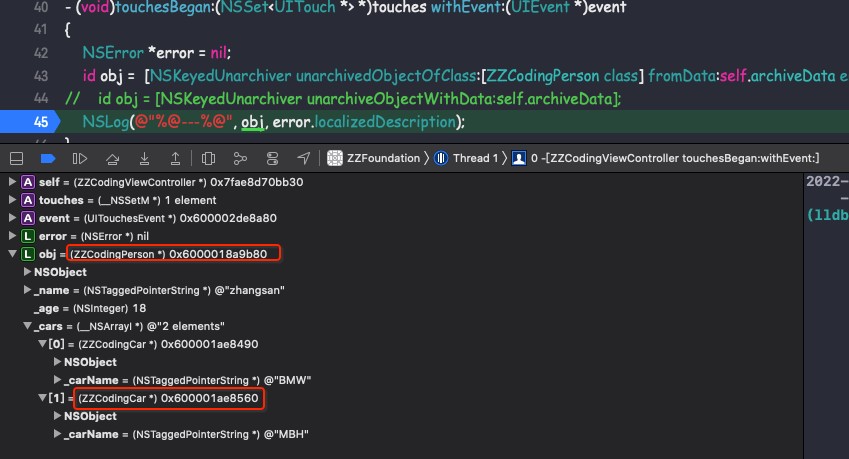 40 - (void)touchesBegan:(NSSet<UITouch *> *)touches withEvent:(UIEvent *)event
41 {
42 NSError *error = nil;
43 id obj = [NSKeyedUnarchiver unarchivedObjectOfClass:[ZZCodingPerson class] fromData:self.archiveData e
44 // id obj = [NSKeyedUnarchiver unarchiveObjectWithData:self.archiveData];
45 NSLog(@"%@---%@", obj, error.localizedDescription);
ZZFoundation Thread 1 0 -[ZZCodingViewController touchesBegan:withEvent:]
A self = (ZZCodingViewController *) 0x7fae8d70bb30
A touches = (__NSSetM *) 1 element
A event = (UITouchesEvent *) 0x600002de8a80
L error = (NSError *) nil
L obj = (ZZCodingPerson *) 0x6000018a9b80
NSObject
_name = (NSTaggedPointerString *) @"zhangsan"
_age = (NSInteger) 18
_cars = (__NSArrayI *) @"2 elements"
[0] = (ZZCodingCar *) 0x600001ae8490
NSObject
_carName = (NSTaggedPointerString *) @"BMW"
[1] = (ZZCodingCar *) 0x600001ae8560
NSObject
_carName = (NSTaggedPointerString *) @"MBH"
2022-
-
(lldb